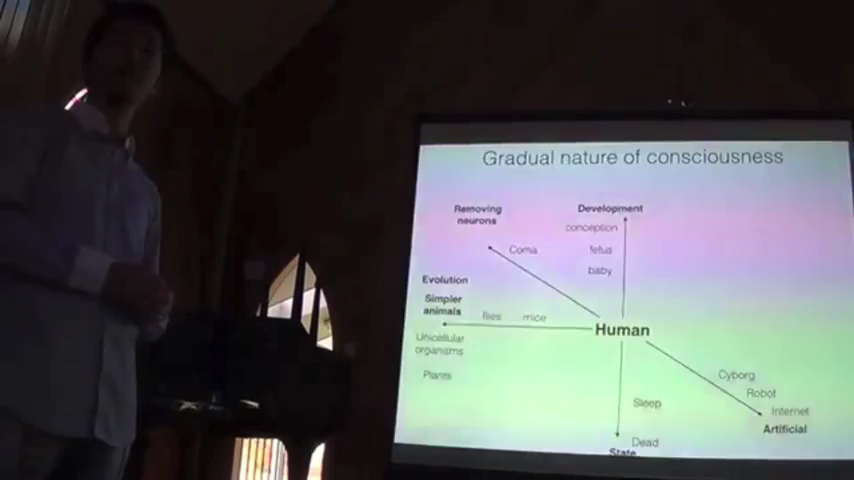 Gradual nature of consciousness
Removing
neurons
Development
conception
Coma
fetus
baby
Evolution
Simpler
animals
flies
mice
Human
Unicellular
organisms
Plants
Cyborg
Robot
Internet
Artificial
Sleep
Dead
State